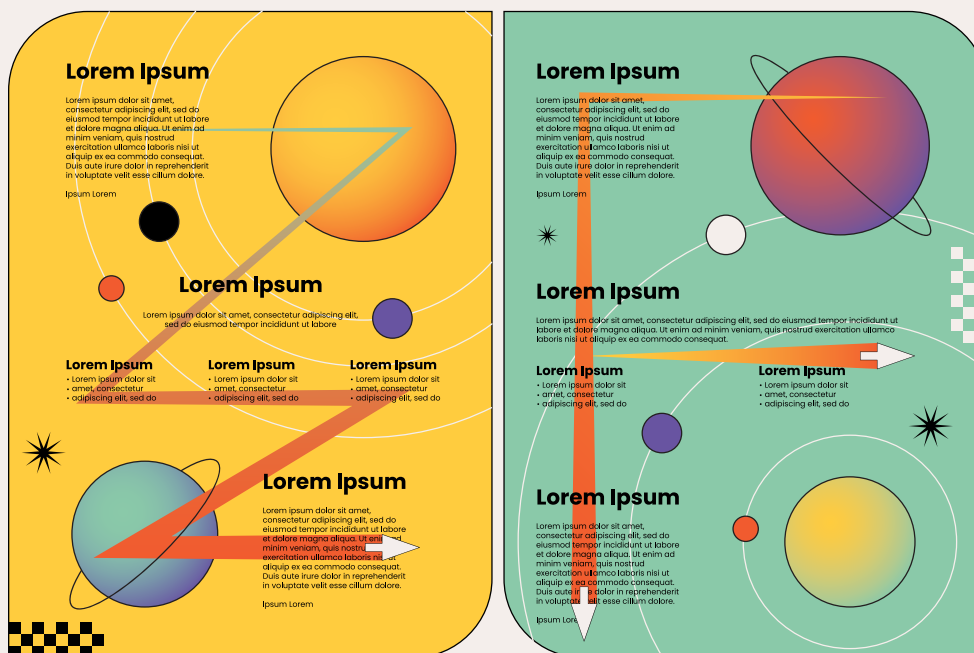 Lorem Ipsum
Lorem ipsum dolor sit amet,
consectetur adipiscing elit, sed do
eiusmod tempor incididunt ut labore
et dolore magna aliqua. Ut enim ad
minim veniam, quis nostrud
exercitation ullamco laboris nisi ut
aliquip ex ea commodo consequat.
Duis aute irure dolor in reprehenderit
in voluptate velit esse cillum dolore.
Ipsum Lorem
Lorem Ipsum
Lorem ipsum dolor sit amet, consectetur adipiscing elit,
sed do eiusmod tempor incididunt ut labore
Lorem Ipsum
• Lorem ipsum dolor sit
• amet, consectetur
• adipiscing elit, sed do
Lorem Ipsum
• Lorem ipsum dolor sit
• amet, consectetur
• adipiscing elit, sed do
Lorem Ipsum
• Lorem ipsum dolor sit
• amet, consectetur
• adipiscing elit, sed do
Lorem Ipsum
Lorem ipsum dolor sit amet,
consectetur adipiscing elit, sed do
eiusmod tempor incididunt ut labore
et dolore magna aliqua. Ut enim ad
minim veniam, quis nostrud
exercitation ullamco laboris nisi ut
aliquip ex ea commodo consequat.
Duis aute irure dolor in reprehenderit
in voluptate velit esse cillum dolore.
Ipsum Lorem
Lorem Ipsum
Lorem ipsum dolor sit amet,
consectetur adipiscing elit, sed do
eiusmod tempor incididunt ut labore
et dolore magna aliqua. Ut enim ad
minim veniam, quis nostrud
exercitation ullamco laboris nisi ut
aliquip ex ea commodo consequat.
Duis aute irure dolor in reprehenderit
in voluptate velit esse cillum dolore.
Ipsum Lorem
Lorem Ipsum
Lorem ipsum dolor sit amet, consectetur adipiscing elit, sed do eiusmod tempor incididunt ut
labore et dolore magna aliqua. Ut enim ad minim veniam, quis nostrud exercitation ullamco
laboris nisi ut aliquip ex ea commodo consequat.
Lorem Ipsum
• Lorem ipsum dolor sit
• amet, consectetur
• adipiscing elit, sed do
Lorem Ipsum
• Lorem ipsum dolor sit
• amet, consectetur
• adipiscing elit, sed do
Lorem Ipsum
Lorem ipsum dolor sit amet,
consectetur adipiscing elit, sed do
eiusmod tempor incididunt ut labore
et dolore magna aliqua. Ut enim ad
minim veniam, quis nostrud
exercitation ullamco laboris nisi ut
aliquip ex ea commodo consequat.
Duis aute irure dolor in reprehenderit
in voluptate velit esse cillum dolore.
Ipsum Lorem